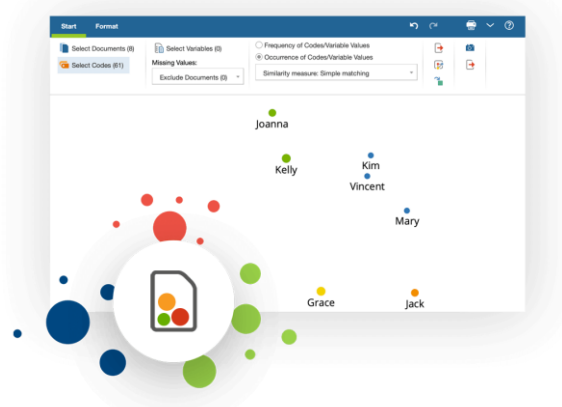 Start Format
Select Documents (8) Select Variables (0) Frequency of Codes/Variable Values
Select Codes (61) Missing Values: Occurrence of Codes/Variable Values
Exclude Documents (0) Similarity measure: Simple matching
Joanna
Kelly Kim
Vincent
Mary
Grace Jack